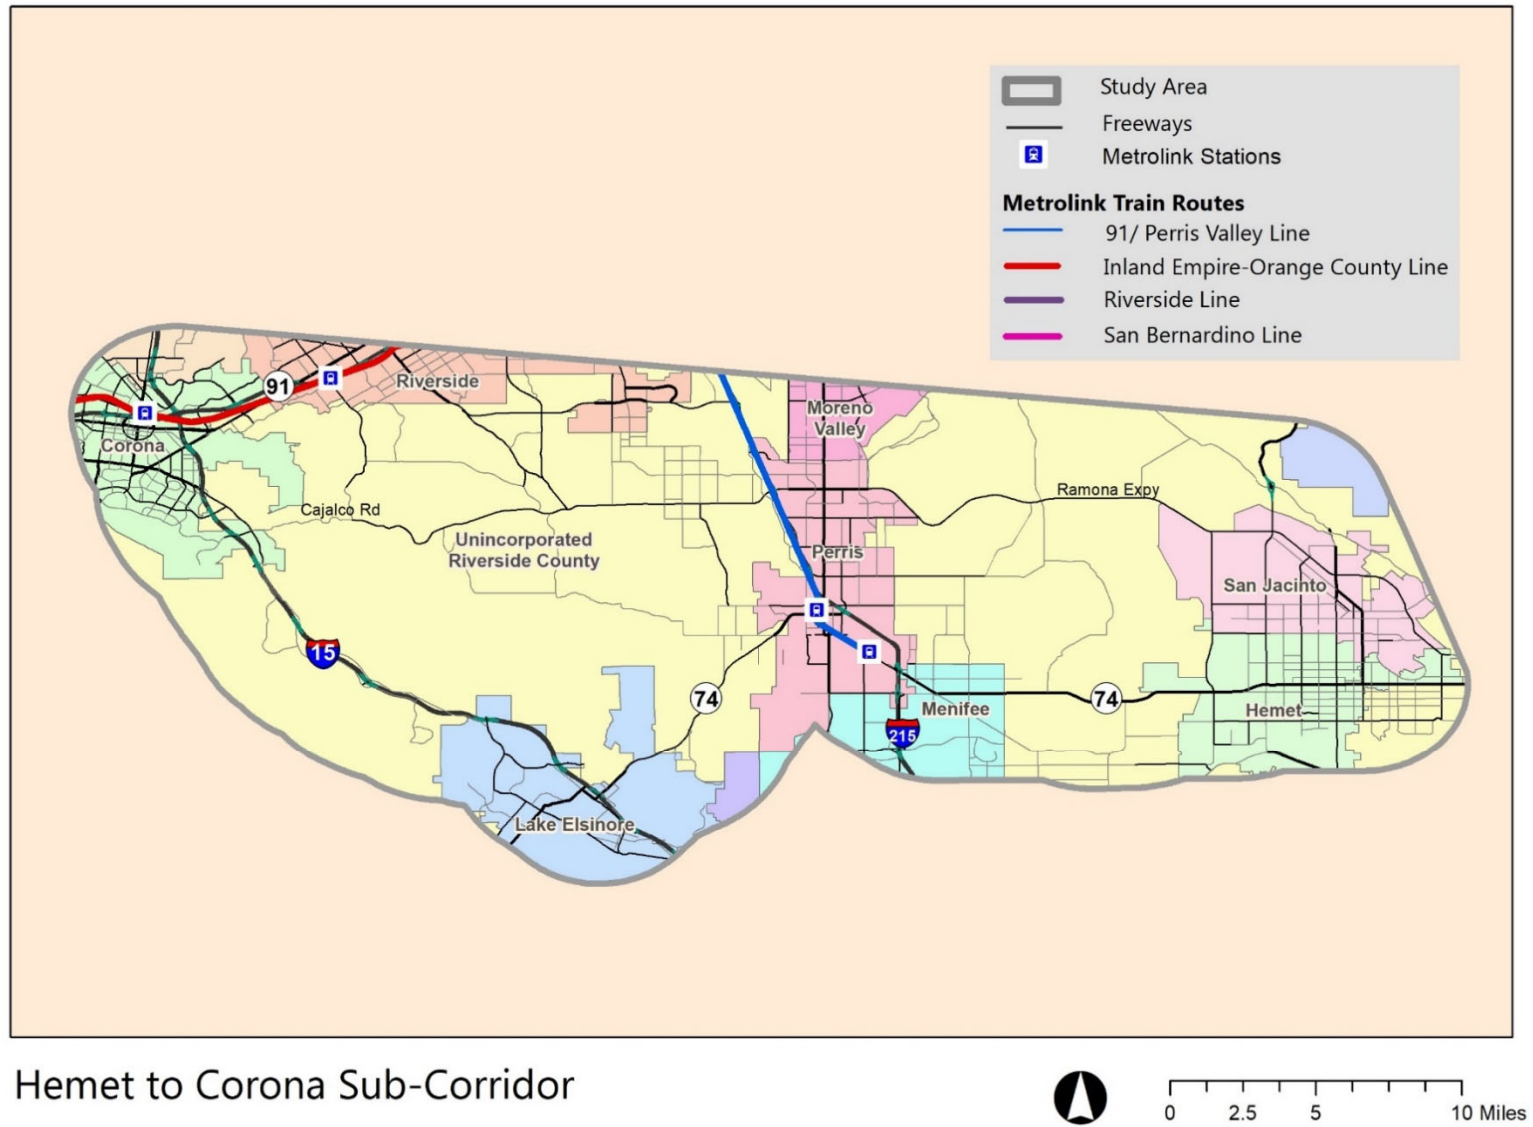 Study Area
Freeways
Metrolink Stations
Metrolink Train Routes
91/ Perris Valley Line
Inland Empire-Orange County Line
Riverside Line
San Bernardino Line
91
Riverside
Corona
Moreno
Valley
Cajalco Rd
Ramona Expy
Unincorporated
Riverside County
Perris
San Jacinto
15
74
74
Menifee
Hemet
215
Lake Elsinore
Hemet to Corona Sub-Corridor
0 2.5 5 10 Miles